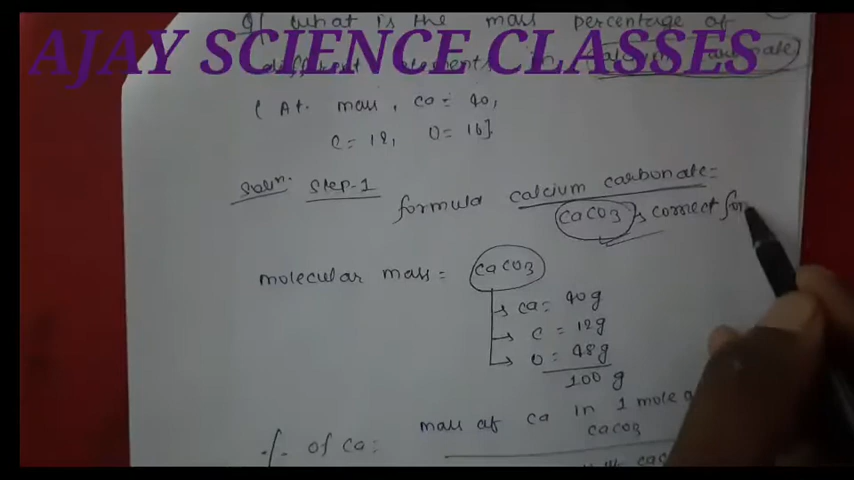 Q1 what is the mass percentage of
AJAY SCIENCE CLASSES
different elements in calcium carbonate)
( At. mass, ca = 40,
C = 12, O = 16]
Soln. Step-1
formula calcium carbonate =
caco3 correct for
molecular mass = caco3
ca = 40g
C = 12g
O = 48g
100 g
mass of ca in 1 mole
caco3
-/- of ca =